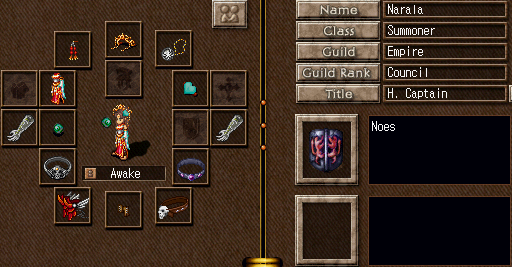 Name Narala
Class Summoner
Guild Empire
Guild Rank Council
Title H. Captain
Noes
Awake